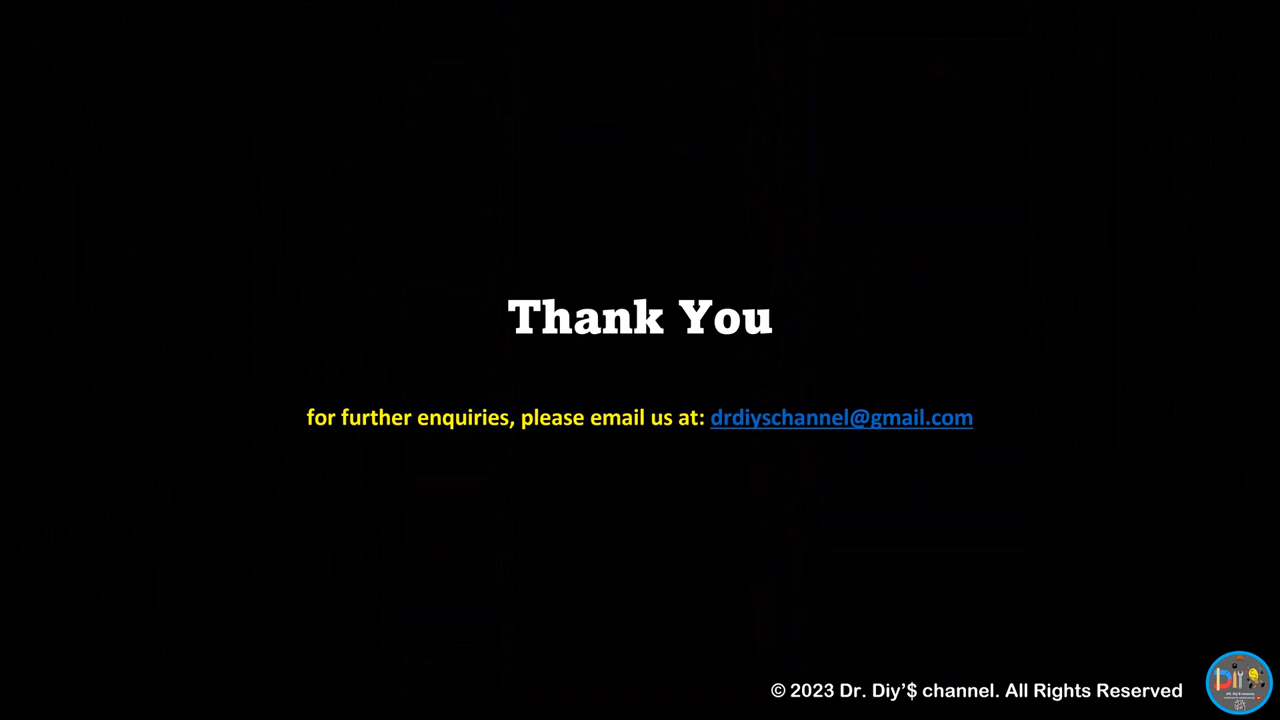 Thank You
for further enquiries, please email us at: drdiyschannel@gmail.com
© 2023 Dr. Diy’$ channel. All Rights Reserved
DIY